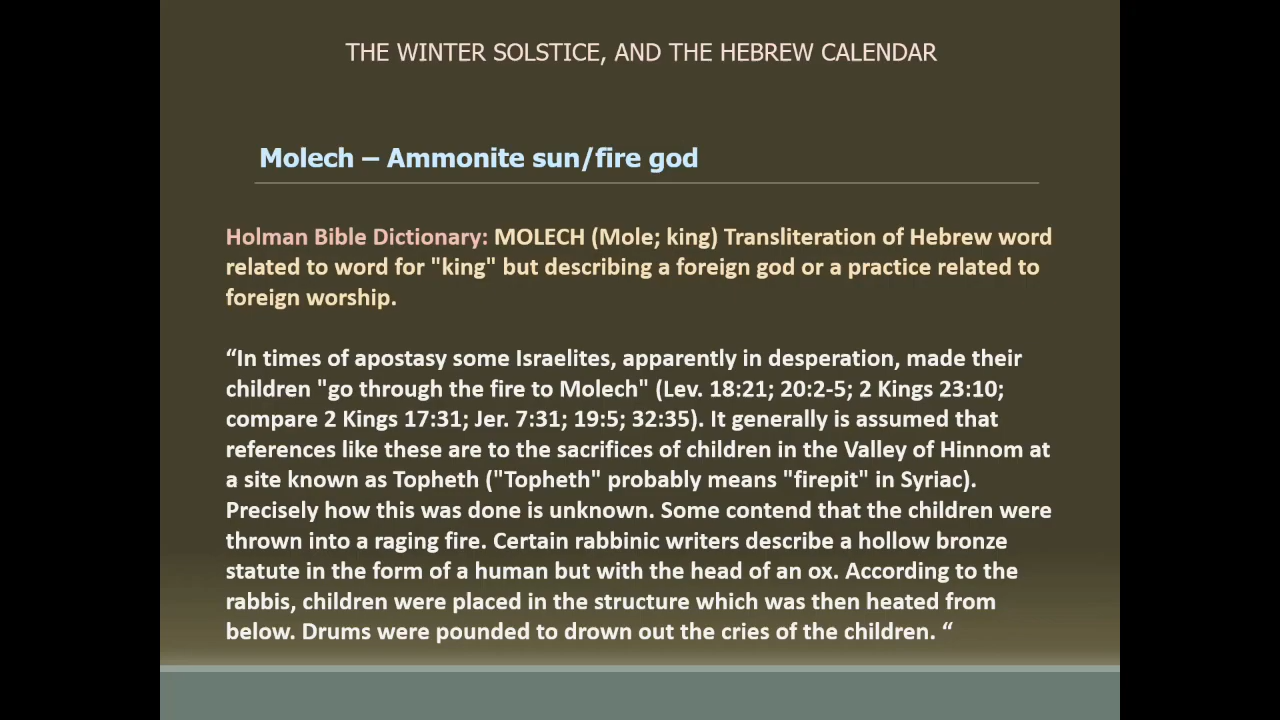 THE WINTER SOLSTICE, AND THE HEBREW CALENDAR
Molech – Ammonite sun/fire god
Holman Bible Dictionary: MOLECH (Mole; king) Transliteration of Hebrew word
related to word for "king" but describing a foreign god or a practice related to
foreign worship.
“In times of apostasy some Israelites, apparently in desperation, made their
children "go through the fire to Molech" (Lev. 18:21; 20:2-5; 2 Kings 23:10;
compare 2 Kings 17:31; Jer. 7:31; 19:5; 32:35). It generally is assumed that
references like these are to the sacrifices of children in the Valley of Hinnom at
a site known as Topheth ("Topheth" probably means "firepit" in Syriac).
Precisely how this was done is unknown. Some contend that the children were
thrown into a raging fire. Certain rabbinic writers describe a hollow bronze
statute in the form of a human but with the head of an ox. According to the
rabbis, children were placed in the structure which was then heated from
below. Drums were pounded to drown out the cries of the children. “